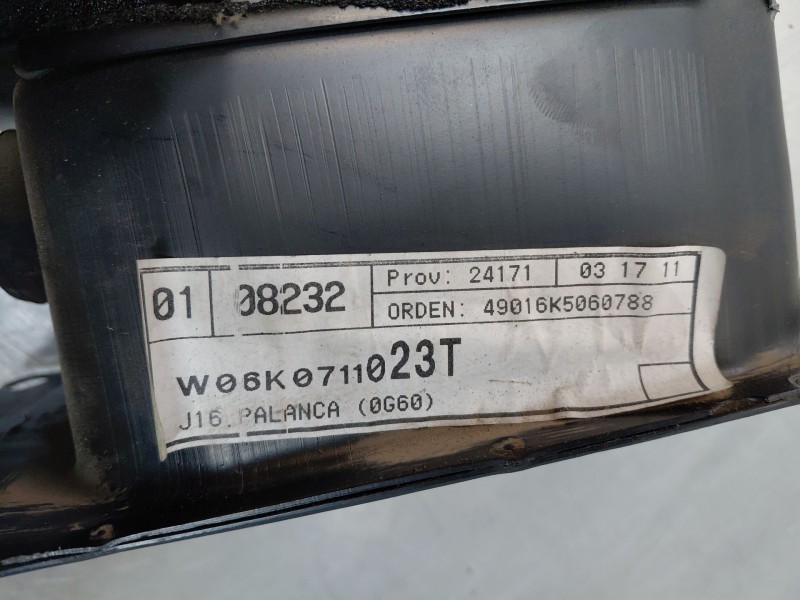 01 08232 Prov: 24171 03 17 11
ORDEN: 49016K5060788
W06K0711023T
J16.PALANCA (0G60)